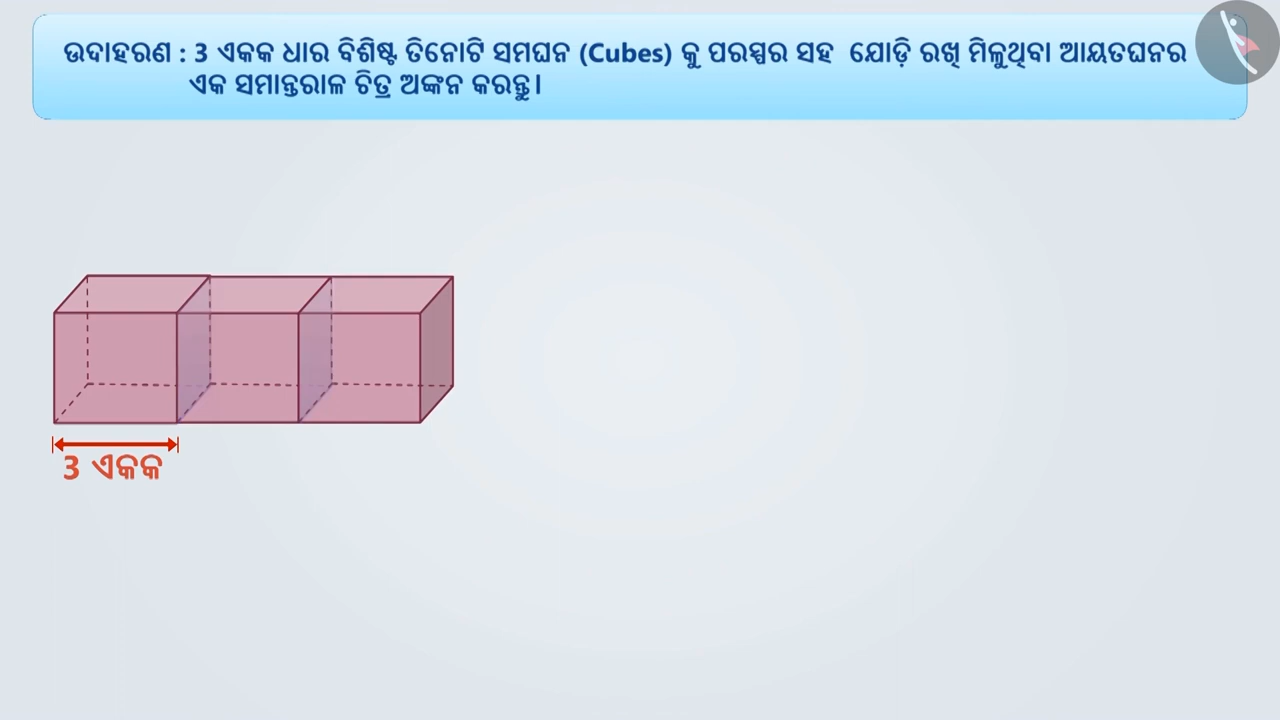 ଉଦାହରଣ : 3 ଏକକ ଧାର ବିଶିଷ୍ଟ ତିନୋଟି ସମଘନ (Cubes) କୁ ପରସ୍ପର ସହ ଯୋଡ଼ି ରଖି ମିଳୁଥିବା ଆୟତଘନର
ଏକ ସମାନ୍ତରାଳ ଚିତ୍ର ଅଙ୍କନ କରନ୍ତୁ।
3 ଏକକ